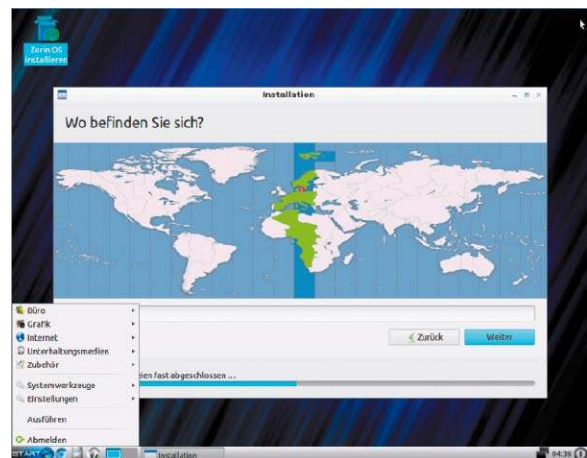 Zorin OS
installieren
Installation
Wo befinden Sie sich?
Büro
Grafik
Internet
Unterhaltungsmedien
Zubehör
Systemwerkzeuge
Einstellungen
Ausführen
Abmelden
Zurück
Weiter
ien fast abgeschlossen ...
START
Installation
04:38